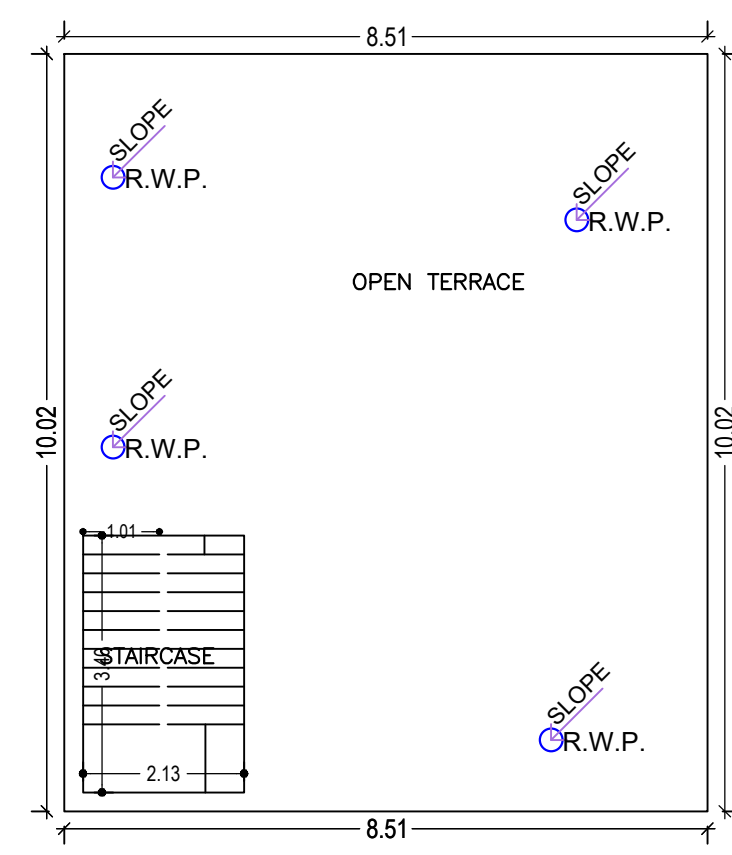 8.51
SLOPE
R.W.P.
SLOPE
R.W.P.
OPEN TERRACE
10.02
10.02
SLOPE
R.W.P.
1.01
STAIRCASE
SLOPE
R.W.P.
2.13
8.51